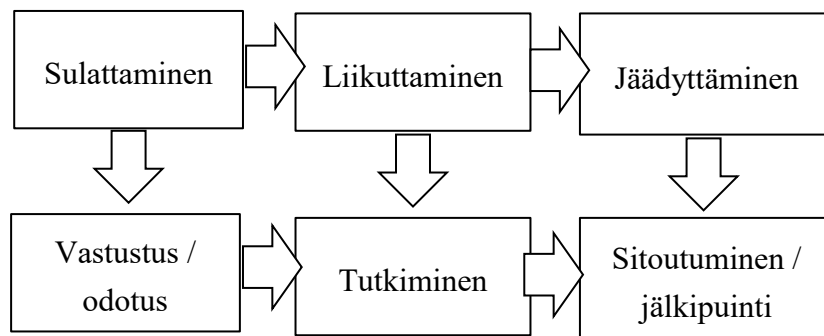 Sulattaminen
Liikuttaminen
Jäädyttäminen
Vastustus /
odotus
Tutkiminen
Sitoutuminen /
jälkipuinti